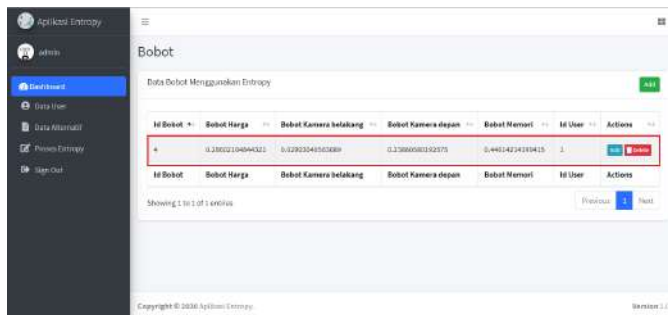 Aplikasi Entropy
admin
Bobot
Dashboard
Data Bobot Menggunakan Entropy
Add
Data User
Data Alternatif
Proses Entropy
Sign Out
Id Bobot Bobot Harga Bobot Kamera belakang Bobot Kamera depan Bobot Memori Id User Actions
4 1 Edit Delete
Id Bobot Bobot Harga Bobot Kamera belakang Bobot Kamera depan Bobot Memori Id User Actions
Showing 1 to 1 of 1 entries
Previous 1 Next
Copyright © 2020 Aplikasi Entropy.
Version